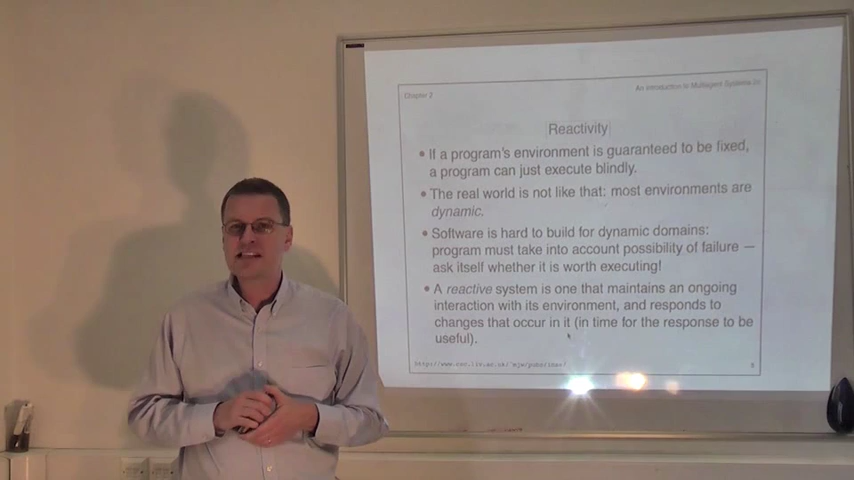 Chapter 2
An Introduction to Multiagent Systems 2e
Reactivity
• If a program's environment is guaranteed to be fixed,
a program can just execute blindly.
• The real world is not like that: most environments are
dynamic.
• Software is hard to build for dynamic domains:
program must take into account possibility of failure —
ask itself whether it is worth executing!
• A reactive system is one that maintains an ongoing
interaction with its environment, and responds to
changes that occur in it (in time for the response to be
useful).